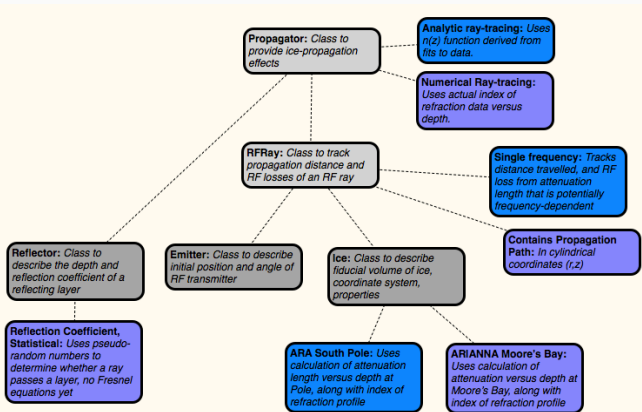 Propagator: Class to
provide ice-propagation
effects
Analytic ray-tracing: Uses
n(z) function derived from
fits to data.
Numerical Ray-tracing:
Uses actual index of
refraction data versus
depth.
RFRay: Class to track
propagation distance and
RF losses of an RF ray
Single frequency: Tracks
distance travelled, and RF
loss from attenuation
length that is potentially
frequency-dependent
Contains Propagation
Path: In cylindrical
coordinates (r,z)
Reflector: Class to
describe the depth and
reflection coefficient of a
reflecting layer
Emitter: Class to describe
initial position and angle of
RF transmitter
Ice: Class to describe
fiducial volume of ice,
coordinate system,
properties
Reflection Coefficient,
Statistical: Uses pseudo-
random numbers to
determine whether a ray
passes a layer, no Fresnel
equations yet
ARA South Pole: Uses
calculation of attenuation
length versus depth at
Pole, along with index of
refraction profile
ARIANNA Moore's Bay:
Uses calculation of
attenuation versus depth at
Moore's Bay, along with
index of refraction profile